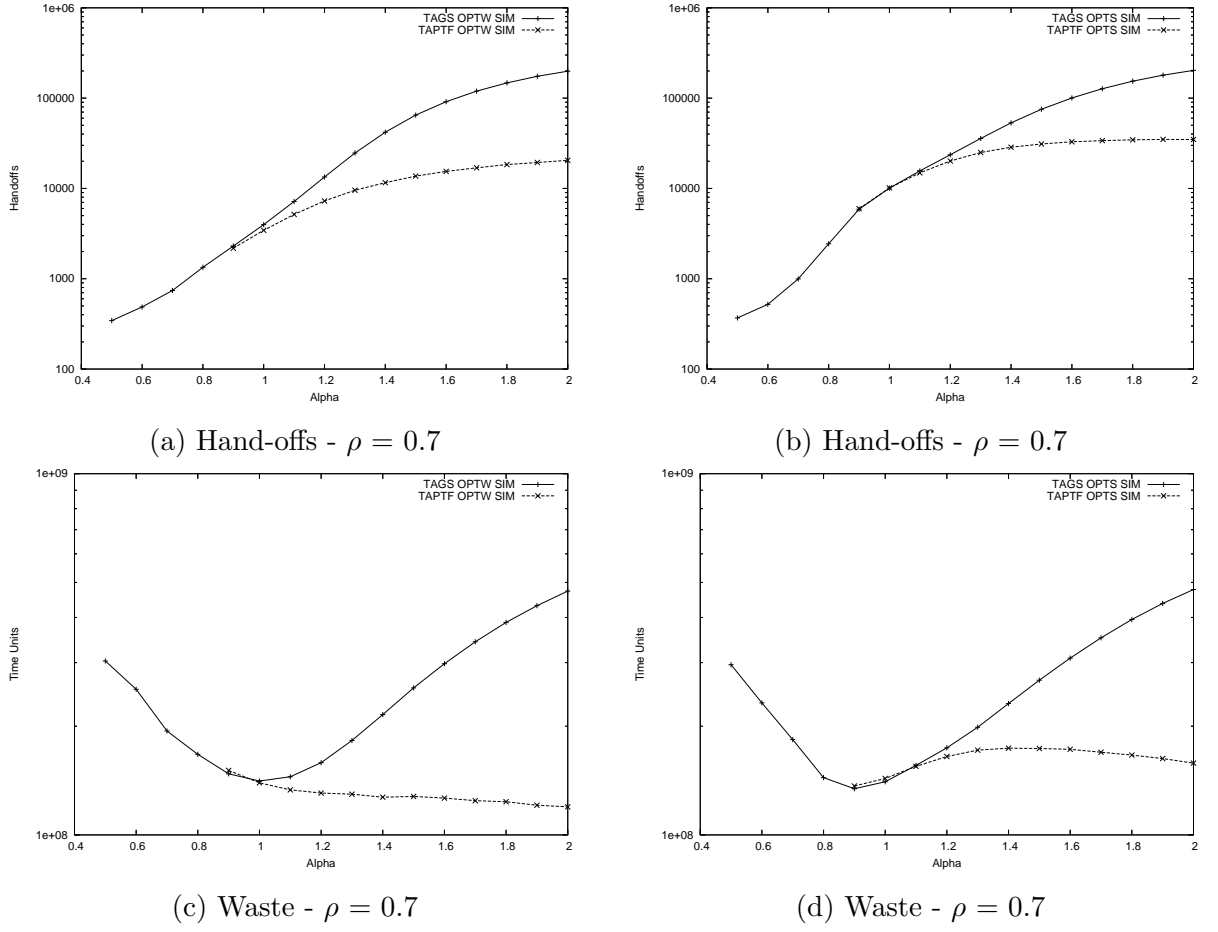 1e+06
100000
10000
1000
100
Handoffs
TAGS OPTW SIM
TAPTF OPTW SIM
0.4 0.6 0.8 1 1.2 1.4 1.6 1.8 2
Alpha
(a) Hand-offs - ρ = 0.7
1e+06
100000
10000
1000
100
Handoffs
TAGS OPTS SIM
TAPTF OPTS SIM
0.4 0.6 0.8 1 1.2 1.4 1.6 1.8 2
Alpha
(b) Hand-offs - ρ = 0.7
1e+09
1e+08
Time Units
TAGS OPTW SIM
TAPTF OPTW SIM
0.4 0.6 0.8 1 1.2 1.4 1.6 1.8 2
Alpha
(c) Waste - ρ = 0.7
1e+09
1e+08
Time Units
TAGS OPTS SIM
TAPTF OPTS SIM
0.4 0.6 0.8 1 1.2 1.4 1.6 1.8 2
Alpha
(d) Waste - ρ = 0.7